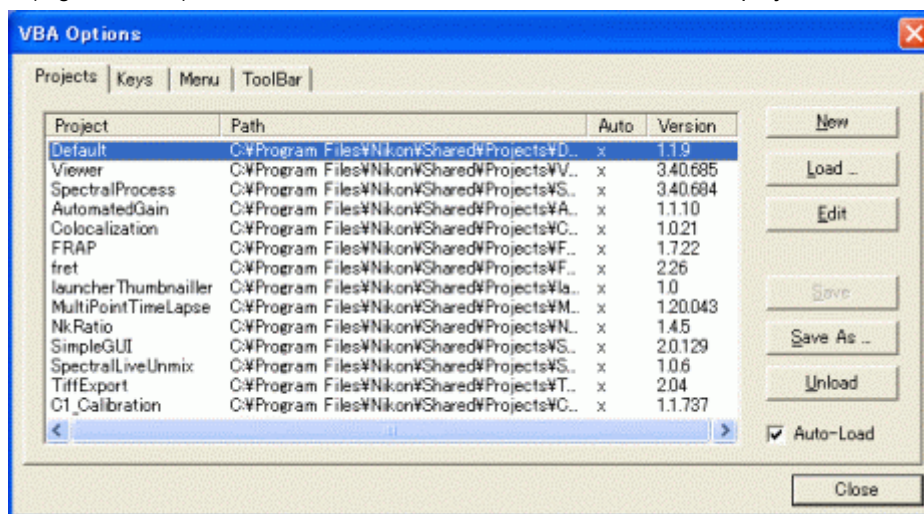 VBA Options
Projects Keys Menu ToolBar
Project Path Auto Version
Default C:¥Program Files¥Nikon¥Shared¥Projects¥D... x 1.1.9
Viewer C:¥Program Files¥Nikon¥Shared¥Projects¥V... x 3.40.685
SpectralProcess C:¥Program Files¥Nikon¥Shared¥Projects¥S... x 3.40.684
AutomatedGain C:¥Program Files¥Nikon¥Shared¥Projects¥A... x 1.1.10
Colocalization C:¥Program Files¥Nikon¥Shared¥Projects¥C... x 1.0.21
FRAP C:¥Program Files¥Nikon¥Shared¥Projects¥F... x 1.7.22
fret C:¥Program Files¥Nikon¥Shared¥Projects¥F... x 2.26
launcherThumbnailler C:¥Program Files¥Nikon¥Shared¥Projects¥la... x 1.0
MultiPointTimeLapse C:¥Program Files¥Nikon¥Shared¥Projects¥M... x 1.20.043
NkRatio C:¥Program Files¥Nikon¥Shared¥Projects¥N... x 1.4.5
SimpleGUI C:¥Program Files¥Nikon¥Shared¥Projects¥S... x 2.0.129
SpectralLiveUnmix C:¥Program Files¥Nikon¥Shared¥Projects¥S... x 1.0.6
TiffExport C:¥Program Files¥Nikon¥Shared¥Projects¥T... x 2.04
C1_Calibration C:¥Program Files¥Nikon¥Shared¥Projects¥C... x 1.1.737
New
Load ...
Edit
Save
Save As ...
Unload
Auto-Load
Close